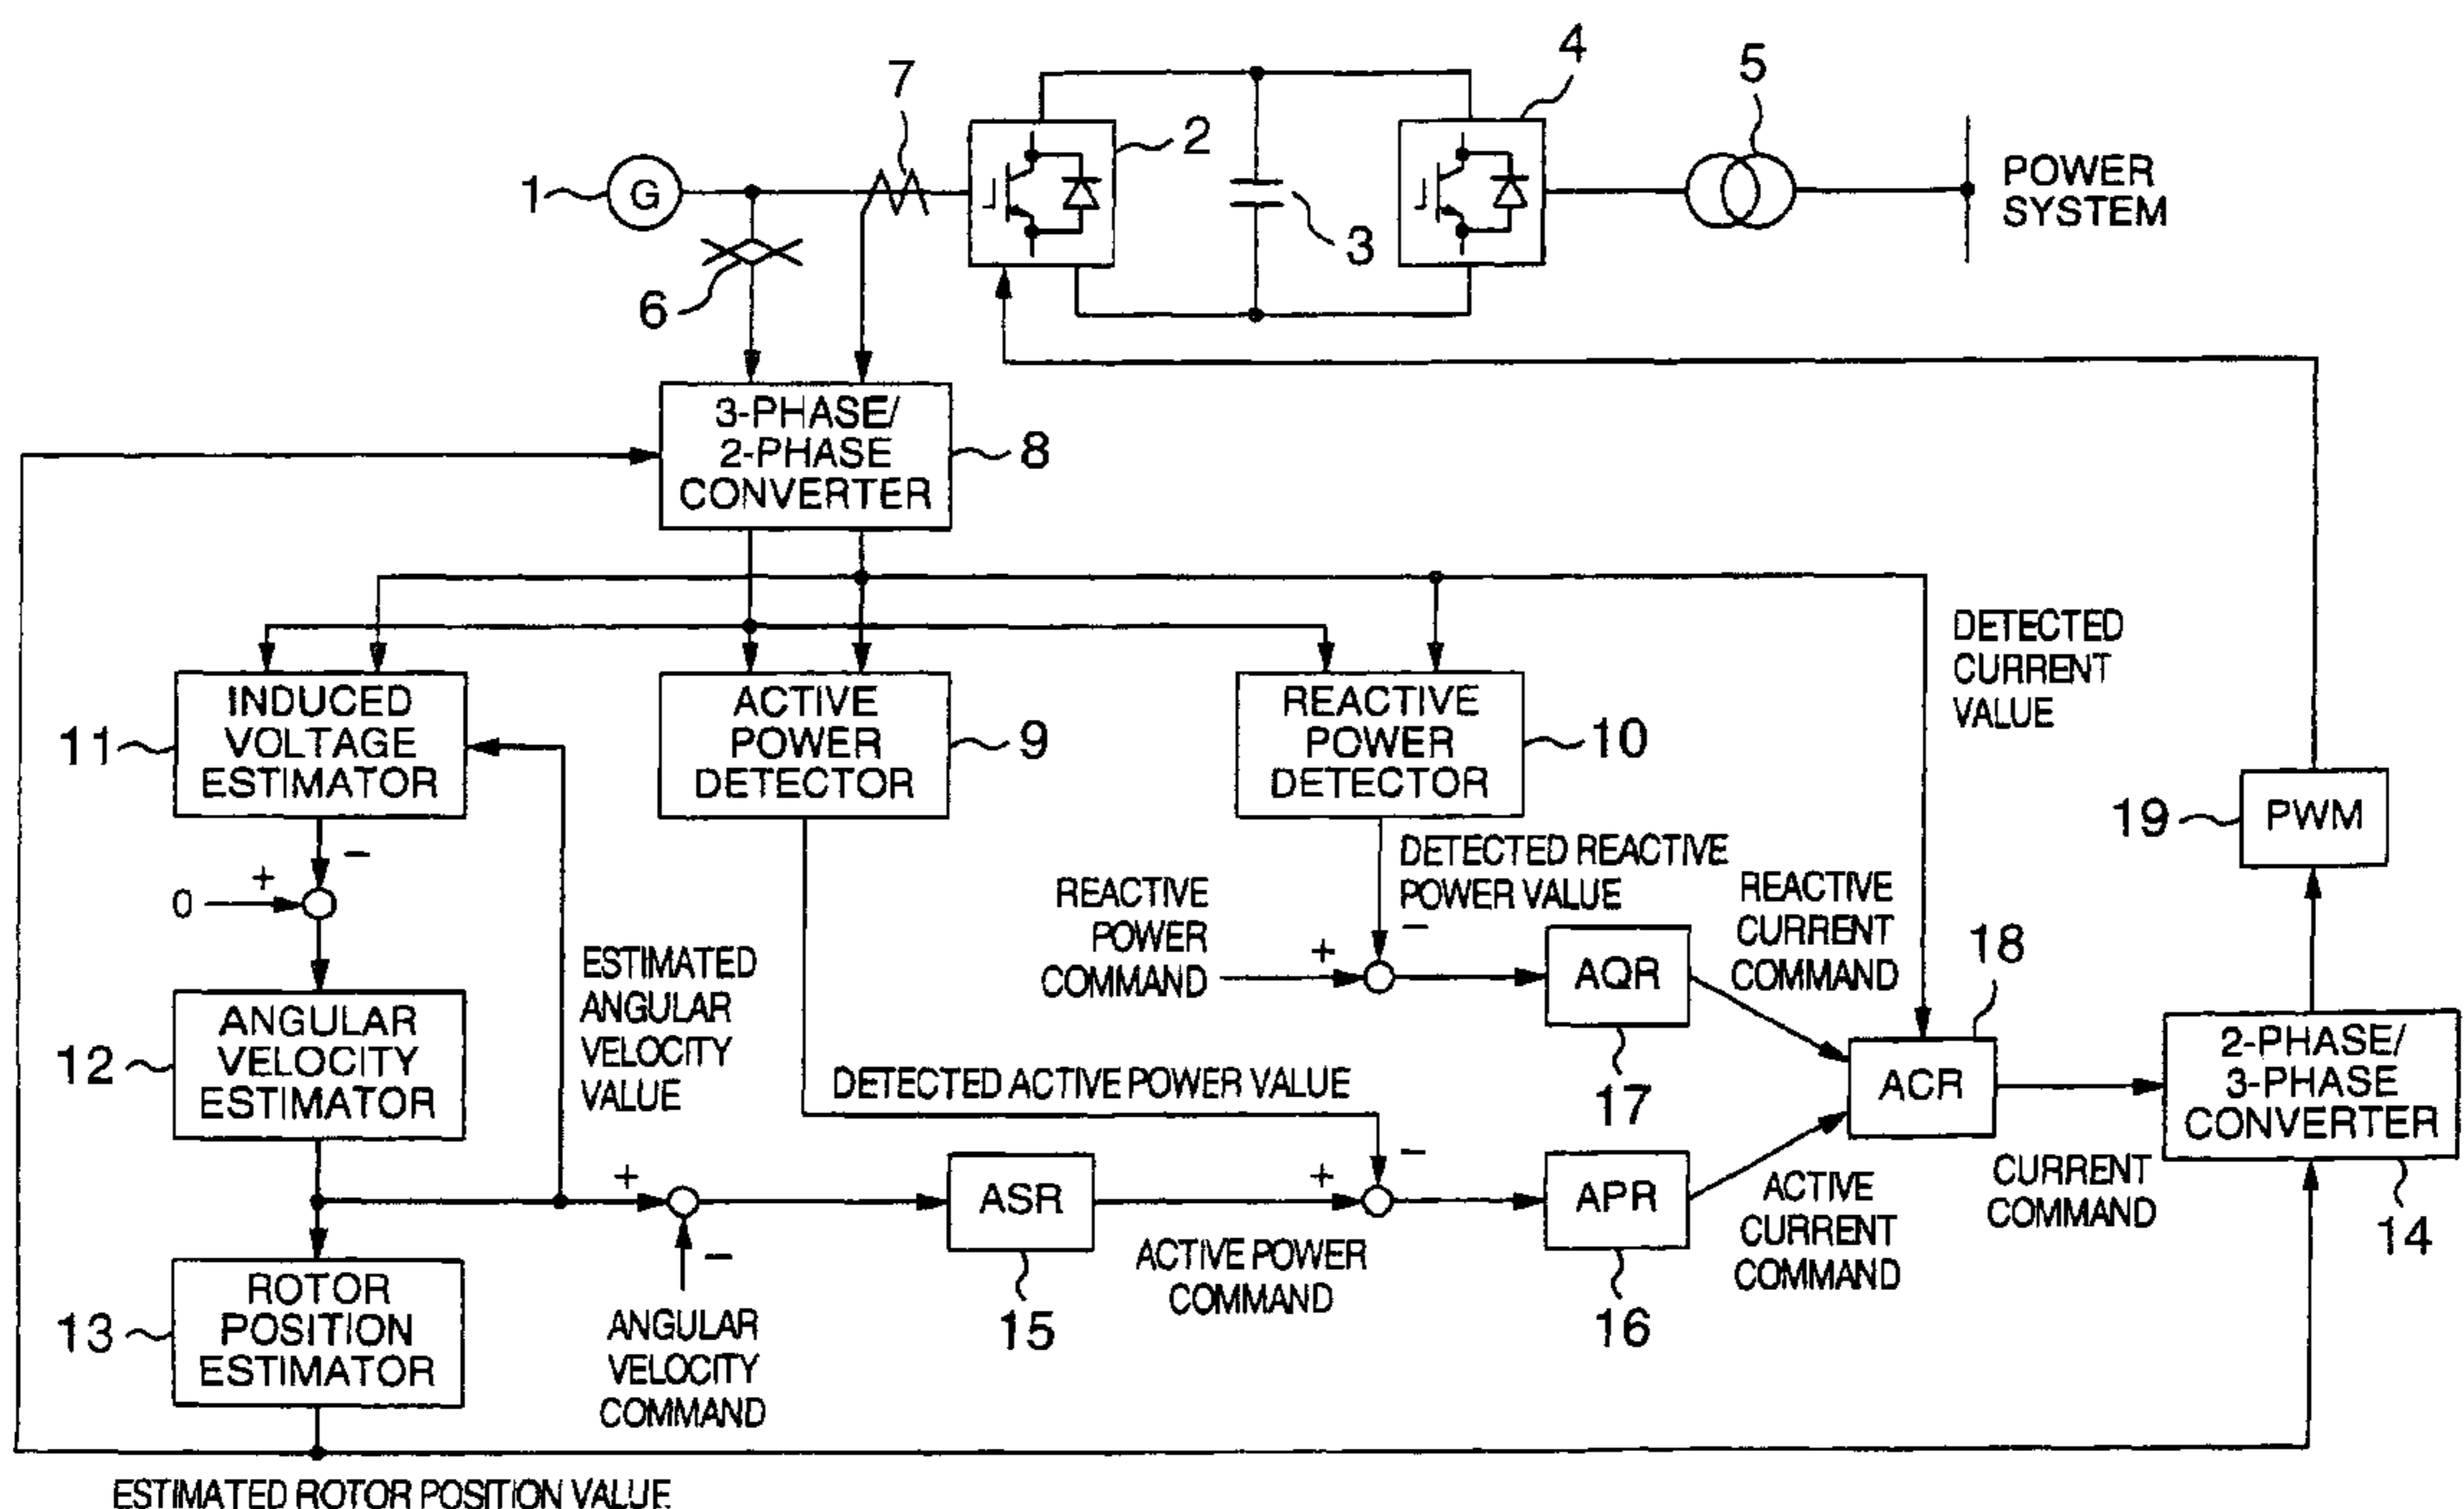 4
5
7
2
1
G
POWER
SYSTEM
3
6
3-PHASE/
2-PHASE
CONVERTER
8
DETECTED
CURRENT
VALUE
INDUCED
VOLTAGE
ESTIMATOR
11
ACTIVE
POWER
DETECTOR
9
REACTIVE
POWER
DETECTOR
10
19
PWM
−
+
0
DETECTED REACTIVE
POWER VALUE
REACTIVE
POWER
COMMAND
+
−
AQR
17
REACTIVE
CURRENT
COMMAND
18
ACR
ESTIMATED
ANGULAR
VELOCITY
VALUE
12
ANGULAR
VELOCITY
ESTIMATOR
DETECTED ACTIVE POWER VALUE
2-PHASE/
3-PHASE
CONVERTER
14
CURRENT
COMMAND
+
−
ANGULAR
VELOCITY
COMMAND
ASR
15
ACTIVE POWER
COMMAND
+
−
APR
16
ACTIVE
CURRENT
COMMAND
13
ROTOR
POSITION
ESTIMATOR
ESTIMATED ROTOR POSITION VALUE